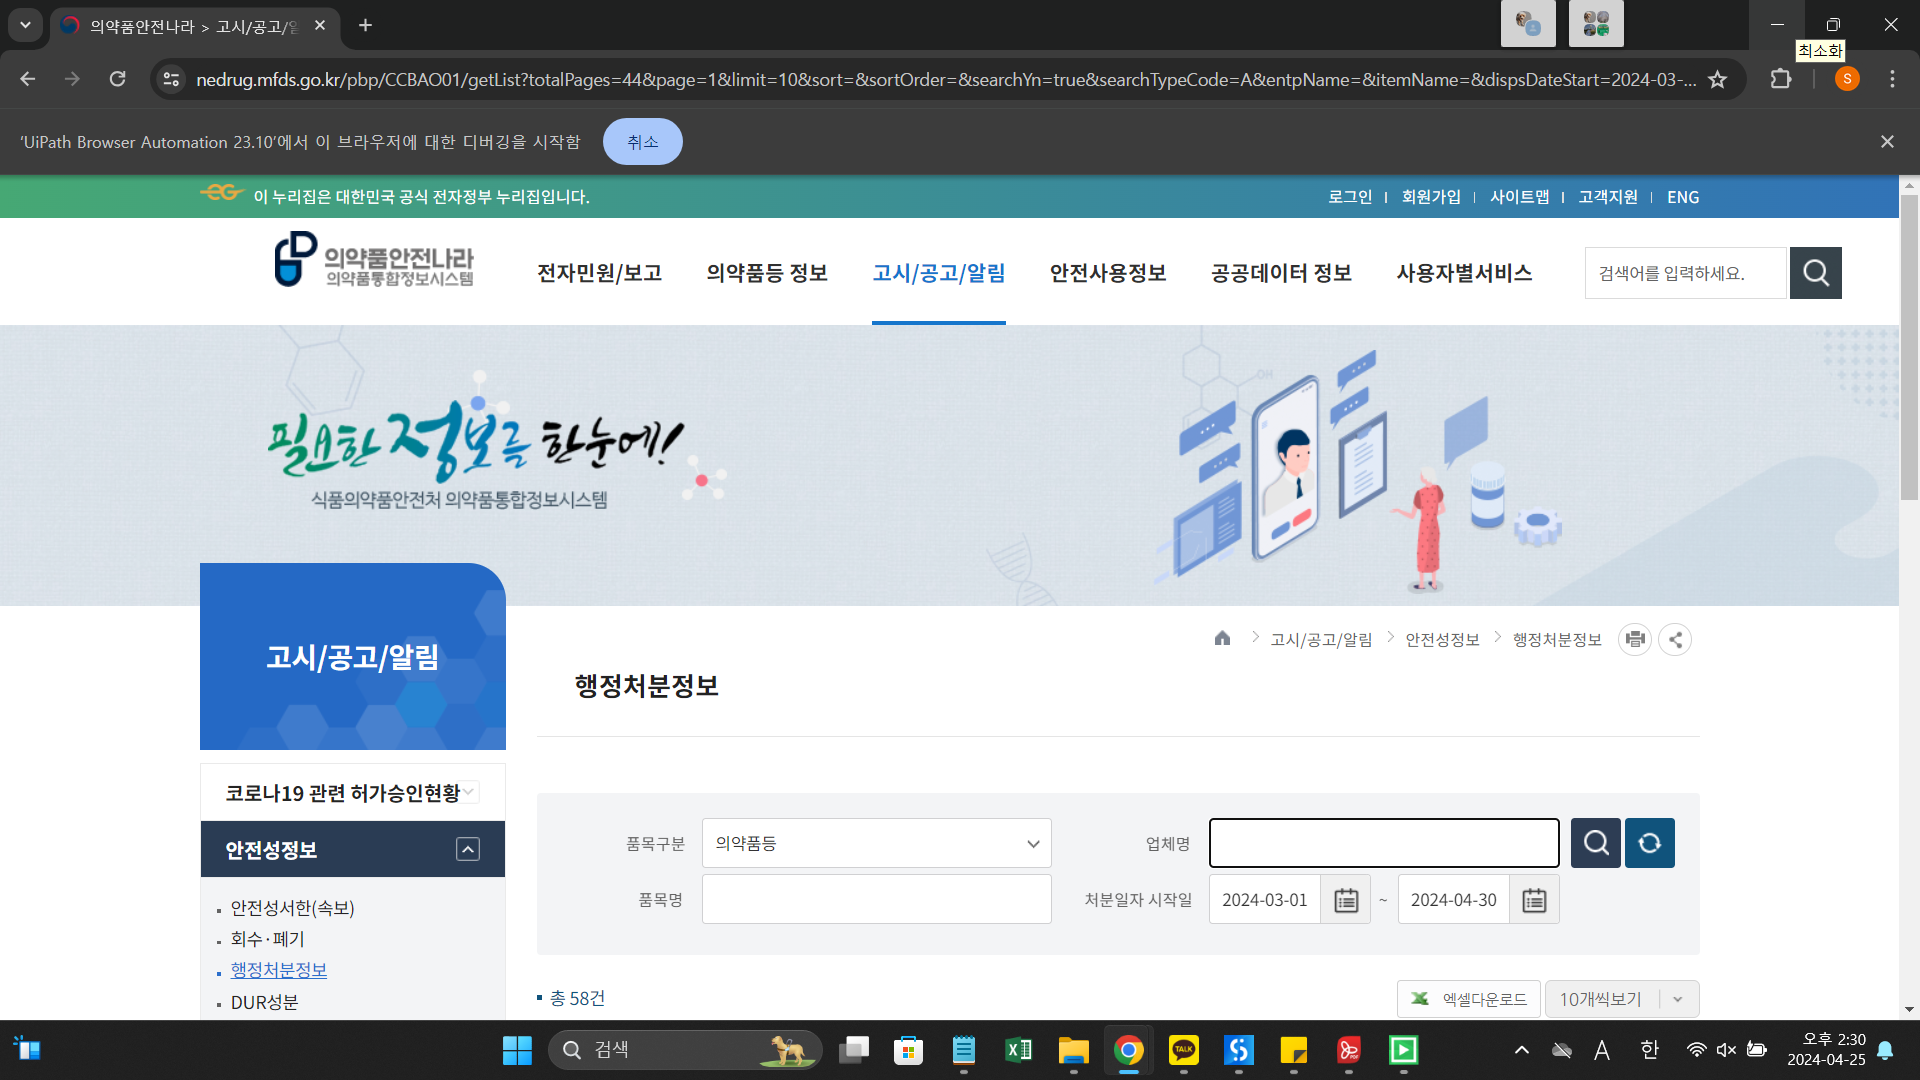 의약품안전나라 > 고시/공고/알
최소화
nedrug.mfds.go.kr/pbp/CCBAO01/getList?totalPages=44&page=1&limit=10&sort=&sortOrder=&searchYn=true&searchTypeCode=A&entpName=&itemName=&dispsDateStart=2024-03-...
S
'UiPath Browser Automation 23.10'에서 이 브라우저에 대한 디버깅을 시작함
취소
이 누리집은 대한민국 공식 전자정부 누리집입니다.
로그인 | 회원가입 | 사이트맵 | 고객지원 | ENG
의약품안전나라
의약품통합정보시스템
전자민원/보고 의약품등 정보 고시/공고/알림 안전사용정보 공공데이터 정보 사용자별서비스
검색어를 입력하세요.
OH
필요한 정보를 한눈에!
식품의약품안전처 의약품통합정보시스템
고시/공고/알림
고시/공고/알림 > 안전성정보 > 행정처분정보
행정처분정보
코로나19 관련 허가승인현황
안전성정보
안전성서한(속보)
회수·폐기
행정처분정보
DUR성분
품목구분 의약품등 업체명
품목명 처분일자 시작일 2024-03-01 ~ 2024-04-30
총 58건
엑셀다운로드 10개씩보기
검색
TALK
PDF
A 한
오후 2:30
2024-04-25